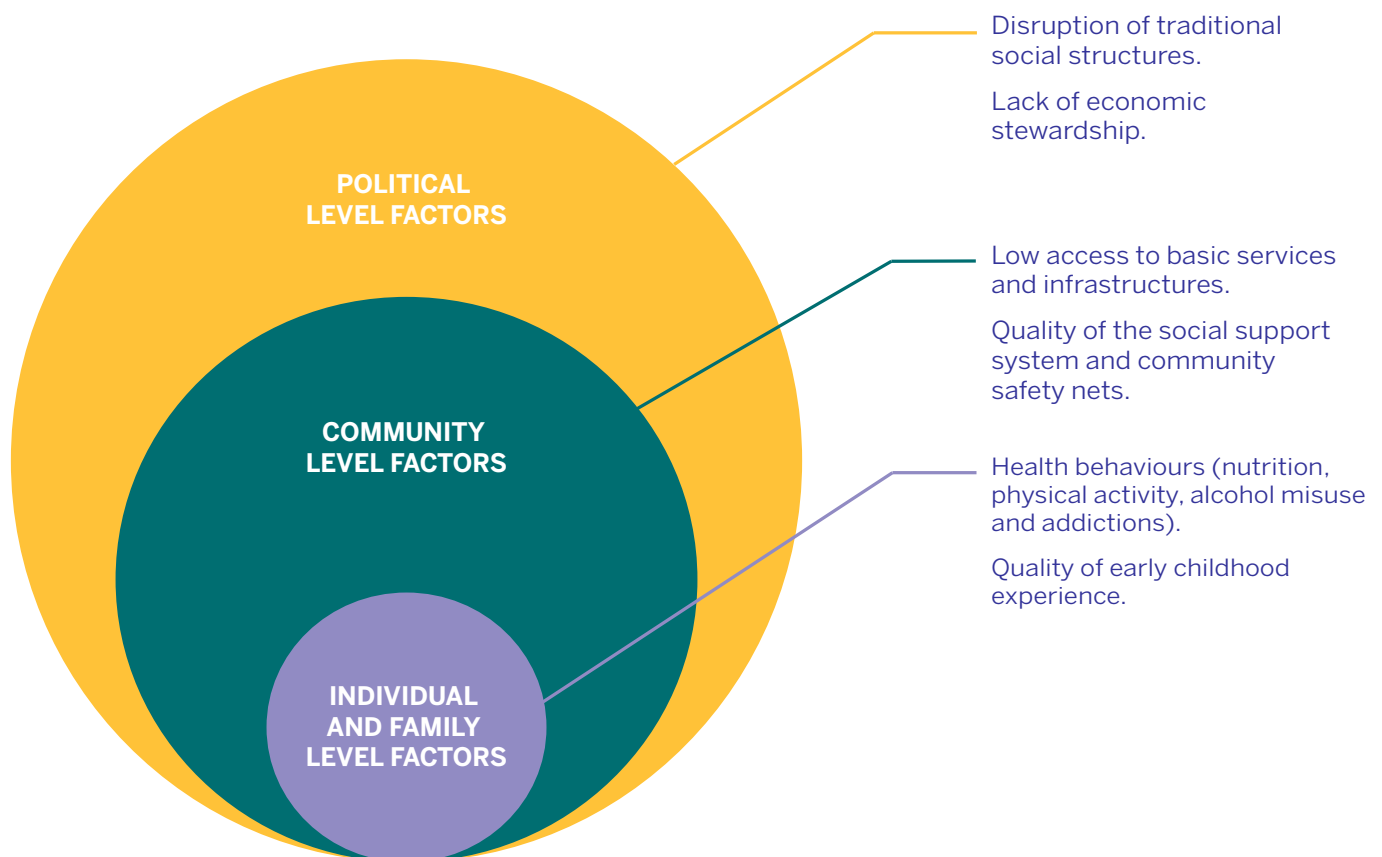 Disruption of traditional
social structures.
Lack of economic
stewardship.
POLITICAL
LEVEL FACTORS
Low access to basic services
and infrastructures.
Quality of the social support
system and community
safety nets.
COMMUNITY
LEVEL FACTORS
Health behaviours (nutrition,
physical activity, alcohol misuse
and addictions).
Quality of early childhood
experience.
INDIVIDUAL
AND FAMILY
LEVEL FACTORS